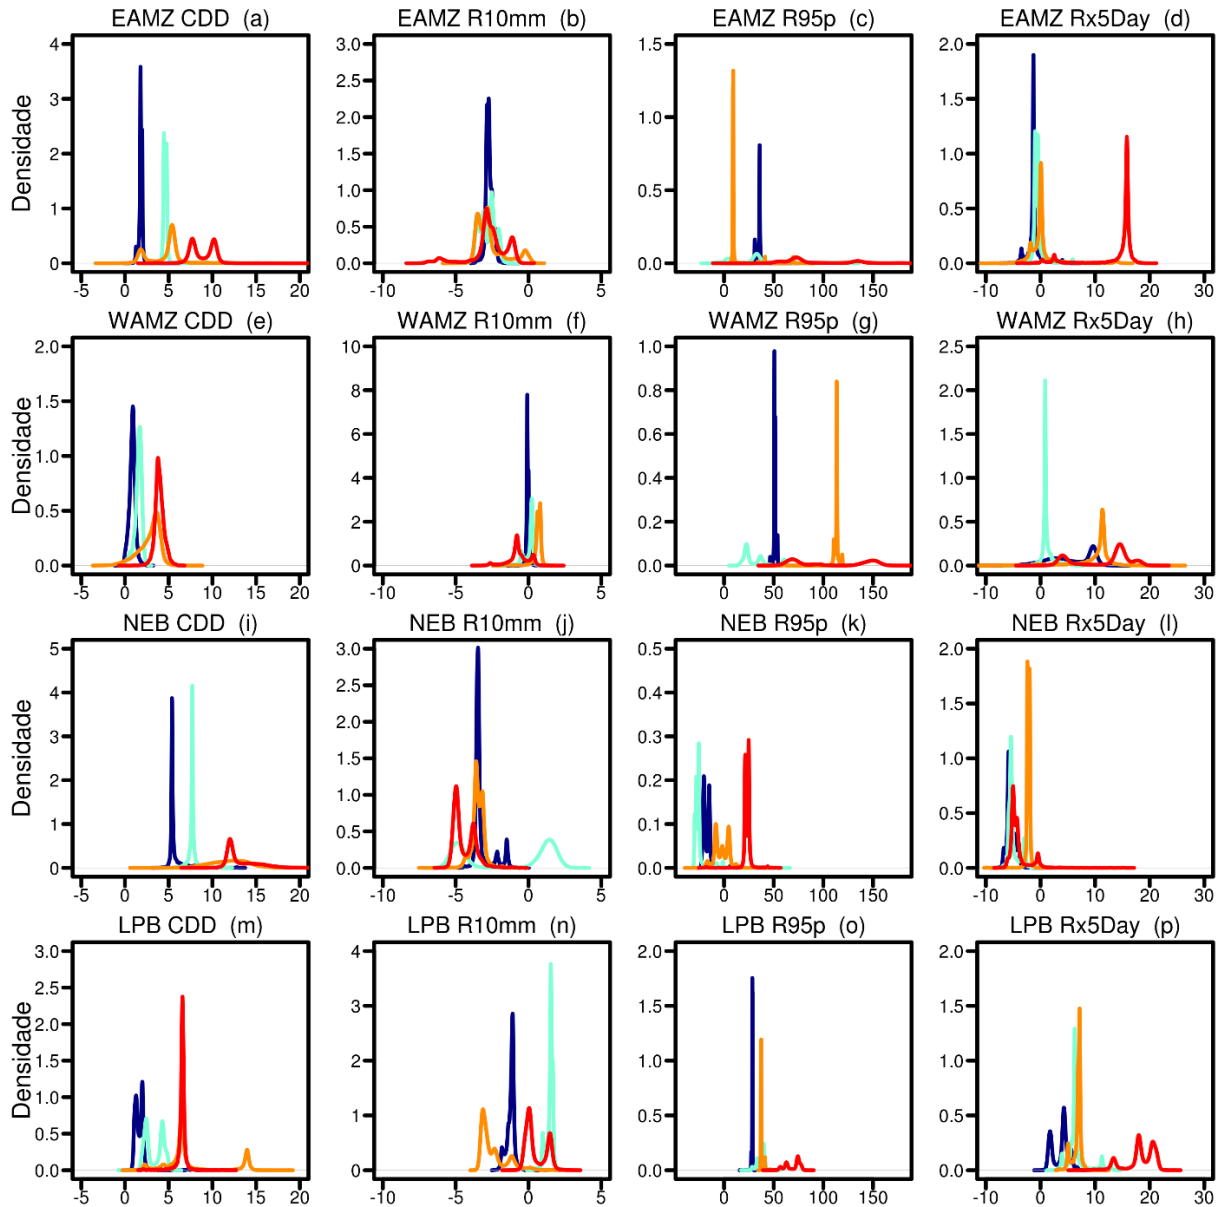 EAMZ CDD (a) EAMZ R10mm (b) EAMZ R95p (c) EAMZ Rx5Day (d)
Densidade
4 3 2 1 0
3.0 2.5 2.0 1.5 1.0 0.5 0.0
1.5 1.0 0.5 0.0
2.0 1.5 1.0 0.5 0.0
-5 0 5 10 15 20
-10 -5 0 5
0 50 100 150
-10 0 10 20 30
WAMZ CDD (e) WAMZ R10mm (f) WAMZ R95p (g) WAMZ Rx5Day (h)
Densidade
2.0 1.5 1.0 0.5 0.0
10 8 6 4 2 0
1.0 0.8 0.6 0.4 0.2 0.0
2.5 2.0 1.5 1.0 0.5 0.0
-5 0 5 10 15 20
-10 -5 0 5
0 50 100 150
-10 0 10 20 30
NEB CDD (i) NEB R10mm (j) NEB R95p (k) NEB Rx5Day (l)
Densidade
5 4 3 2 1 0
3.0 2.5 2.0 1.5 1.0 0.5 0.0
0.5 0.4 0.3 0.2 0.1 0.0
2.0 1.5 1.0 0.5 0.0
-5 0 5 10 15 20
-10 -5 0 5
0 50 100 150
-10 0 10 20 30
LPB CDD (m) LPB R10mm (n) LPB R95p (o) LPB Rx5Day (p)
Densidade
3.0 2.5 2.0 1.5 1.0 0.5 0.0
4 3 2 1 0
2.0 1.5 1.0 0.5 0.0
2.0 1.5 1.0 0.5 0.0
-5 0 5 10 15 20
-10 -5 0 5
0 50 100 150
-10 0 10 20 30